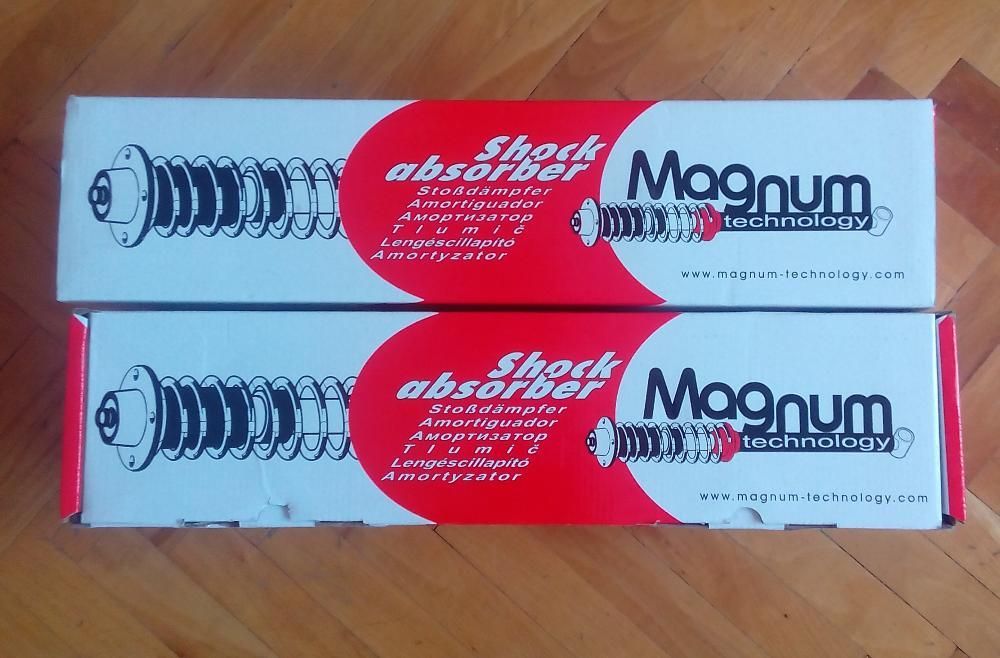 Shock
absorber
Stoßdämpfer
Amortiguador
Амортизатор
Tlumič
Lengéscillapító
Amortyzator
Magnum
technology
www.magnum-technology.com
Shock
absorber
Stoßdämpfer
Amortiguador
Амортизатор
Tlumič
Lengéscillapító
Amortyzator
Magnum
technology
www.magnum-technology.com